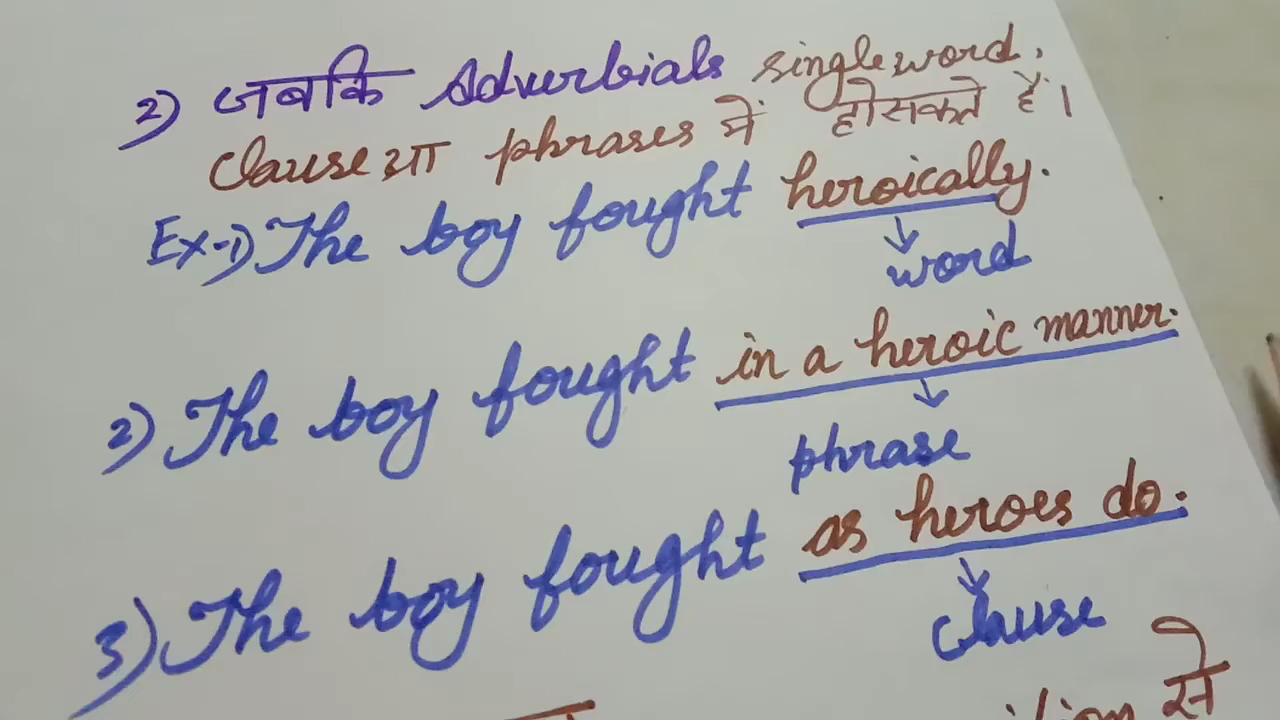 2) जबकि Adverbials single word,
clause या phrases में हो सकते हैं।
Ex-1) The boy fought heroically.
word
2) The boy fought in a heroic manner.
phrase
3) The boy fought as heroes do.
clause
से